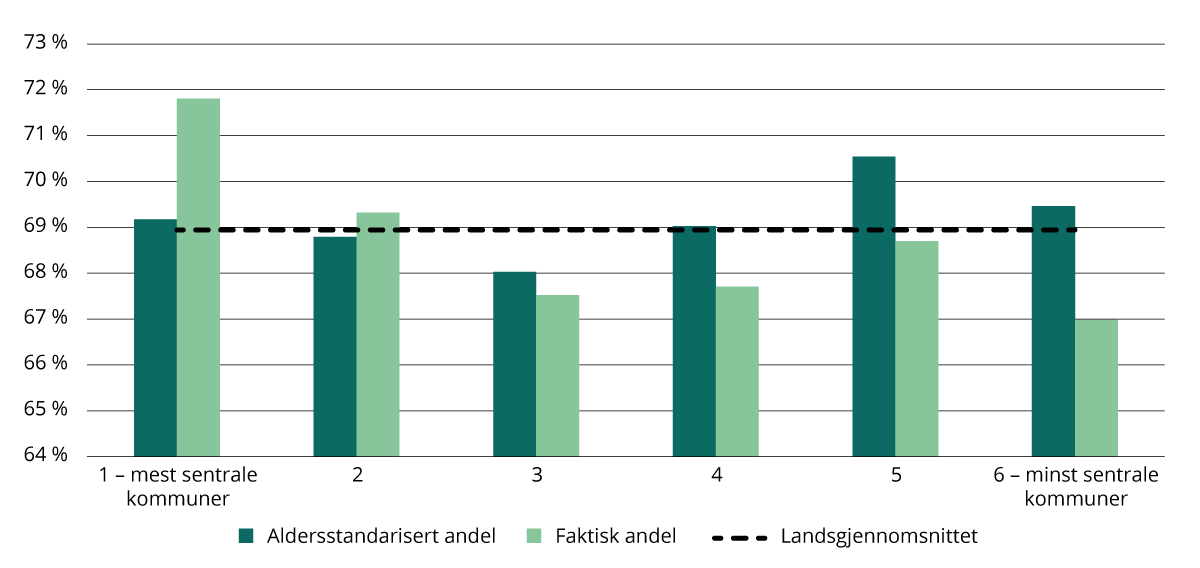 73 %
72 %
71 %
70 %
69 %
68 %
67 %
66 %
65 %
64 %
1 – mest sentrale
kommuner
2
3
4
5
6 – minst sentrale
kommuner
Aldersstandarisert andel
Faktisk andel
Landsgjennomsnittet